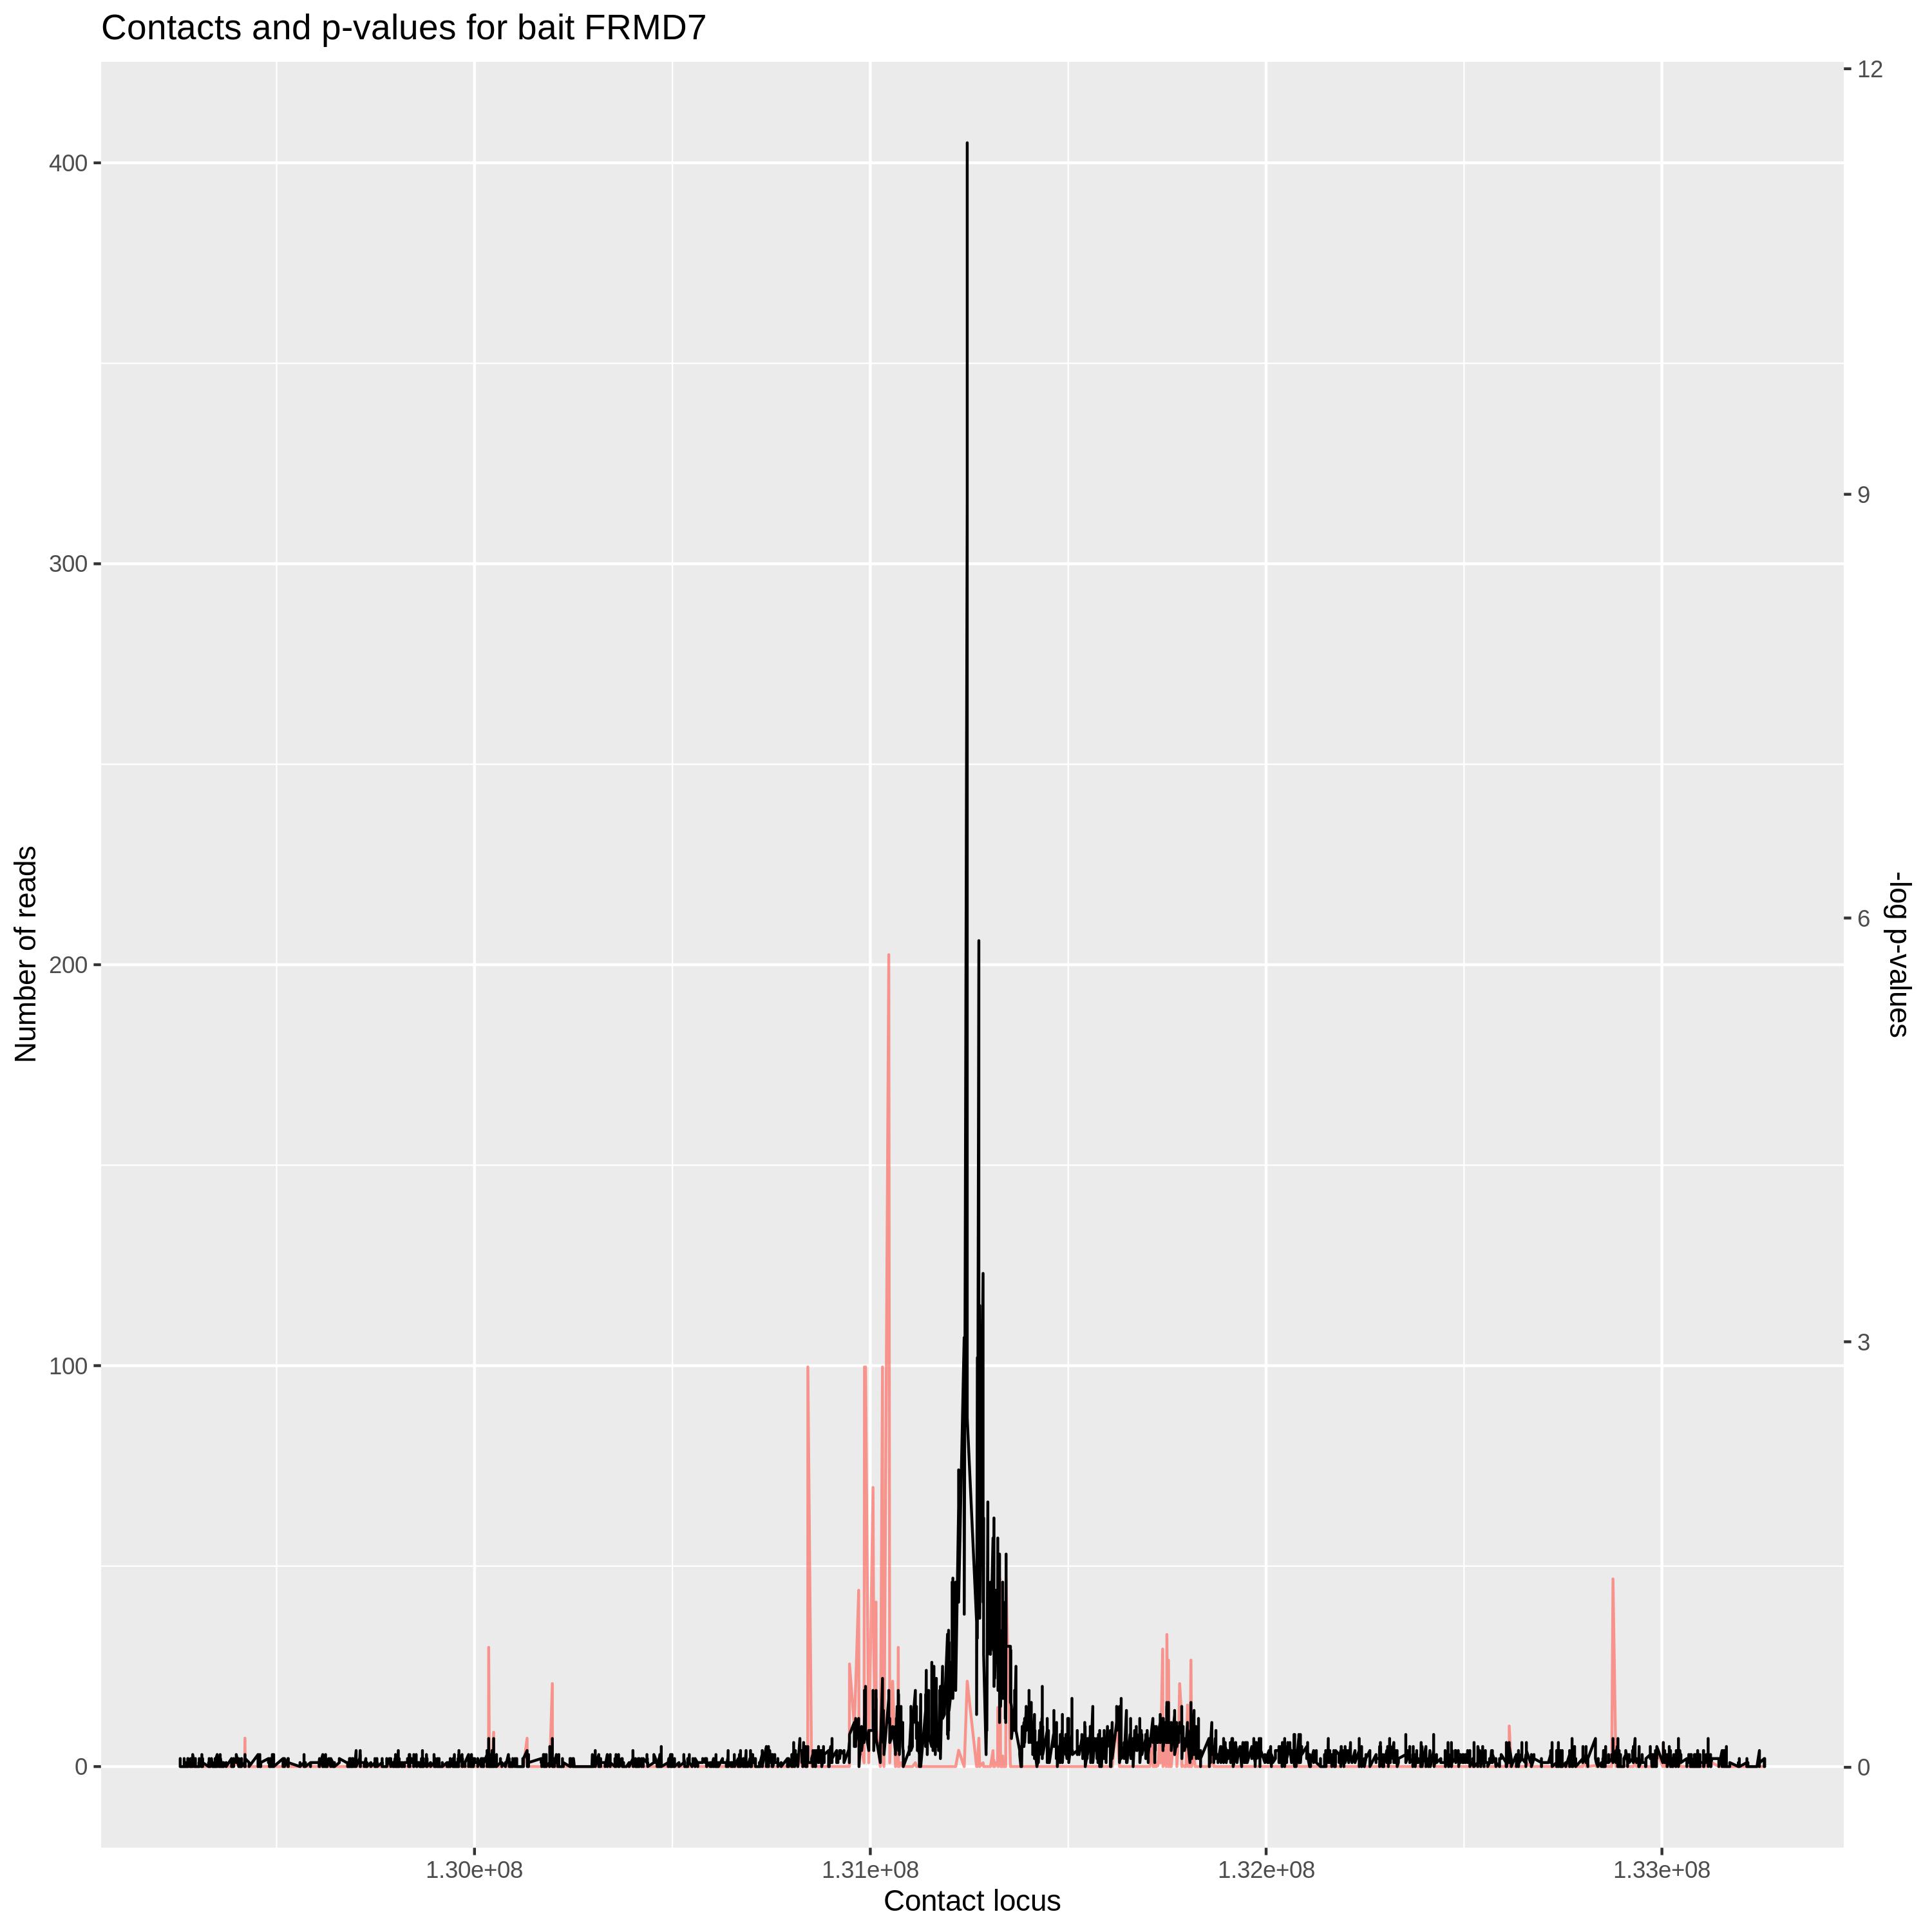 Contacts and p-values for bait FRMD7
12
400
9
300
Number of reads
-log p-values
6
200
3
100
0
0
1.30e+08
1.31e+08
1.32e+08
1.33e+08
Contact locus